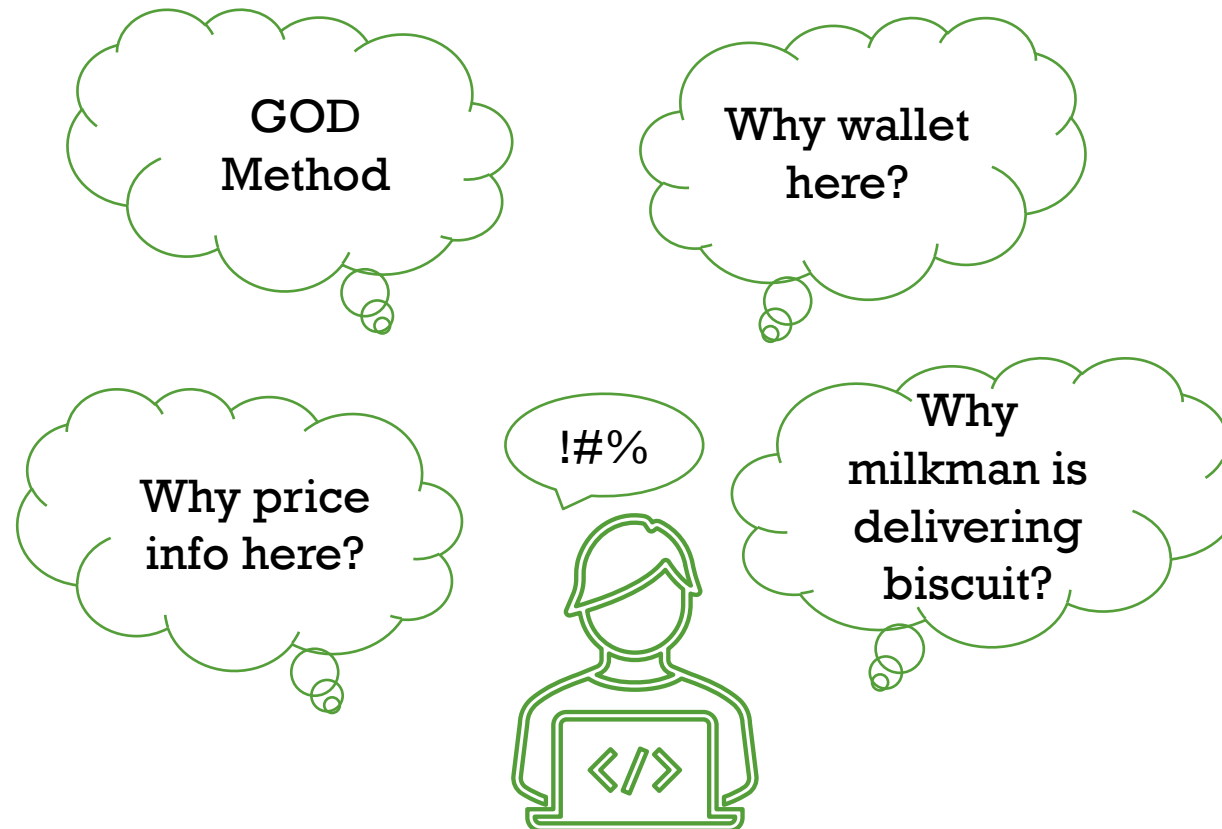 GOD
Method
Why wallet
here?
Why price
info here?
!#%
Why
milkman is
delivering
biscuit?
</>